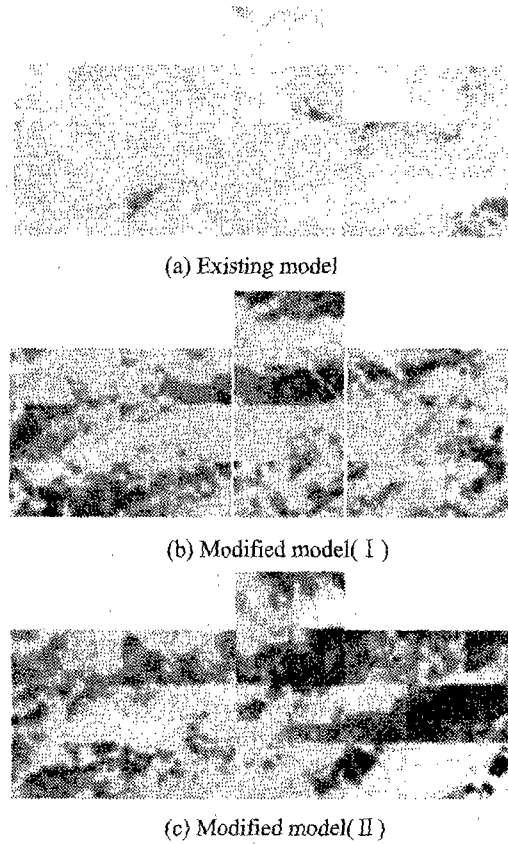 (a) Existing model
(b) Modified model( I )
(c) Modified model( II )